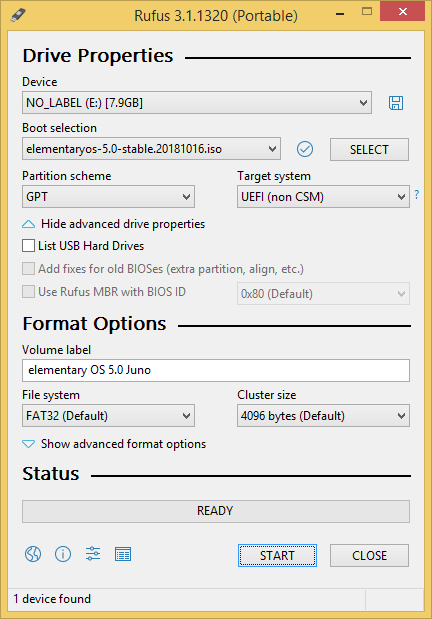 Rufus 3.1.1320 (Portable)
Drive Properties
Device
NO_LABEL (E:) [7.9GB]
Boot selection
elementaryos-5.0-stable.20181016.iso
SELECT
Partition scheme
Target system
GPT
UEFI (non CSM)
?
Hide advanced drive properties
List USB Hard Drives
Add fixes for old BIOSes (extra partition, align, etc.)
Use Rufus MBR with BIOS ID
0x80 (Default)
Format Options
Volume label
elementary OS 5.0 Juno
File system
Cluster size
FAT32 (Default)
4096 bytes (Default)
Show advanced format options
Status
READY
START
CLOSE
1 device found